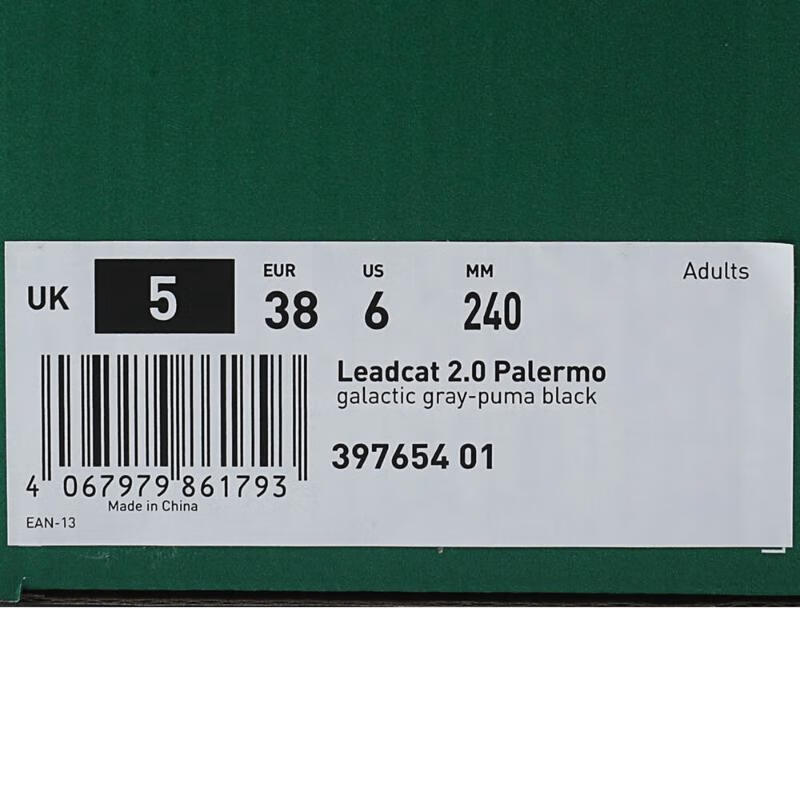 UK 5 EUR 38 US 6 MM 240 Adults
Leadcat 2.0 Palermo
galactic gray-puma black
397654 01
4 067979 861793
Made in China
EAN-13